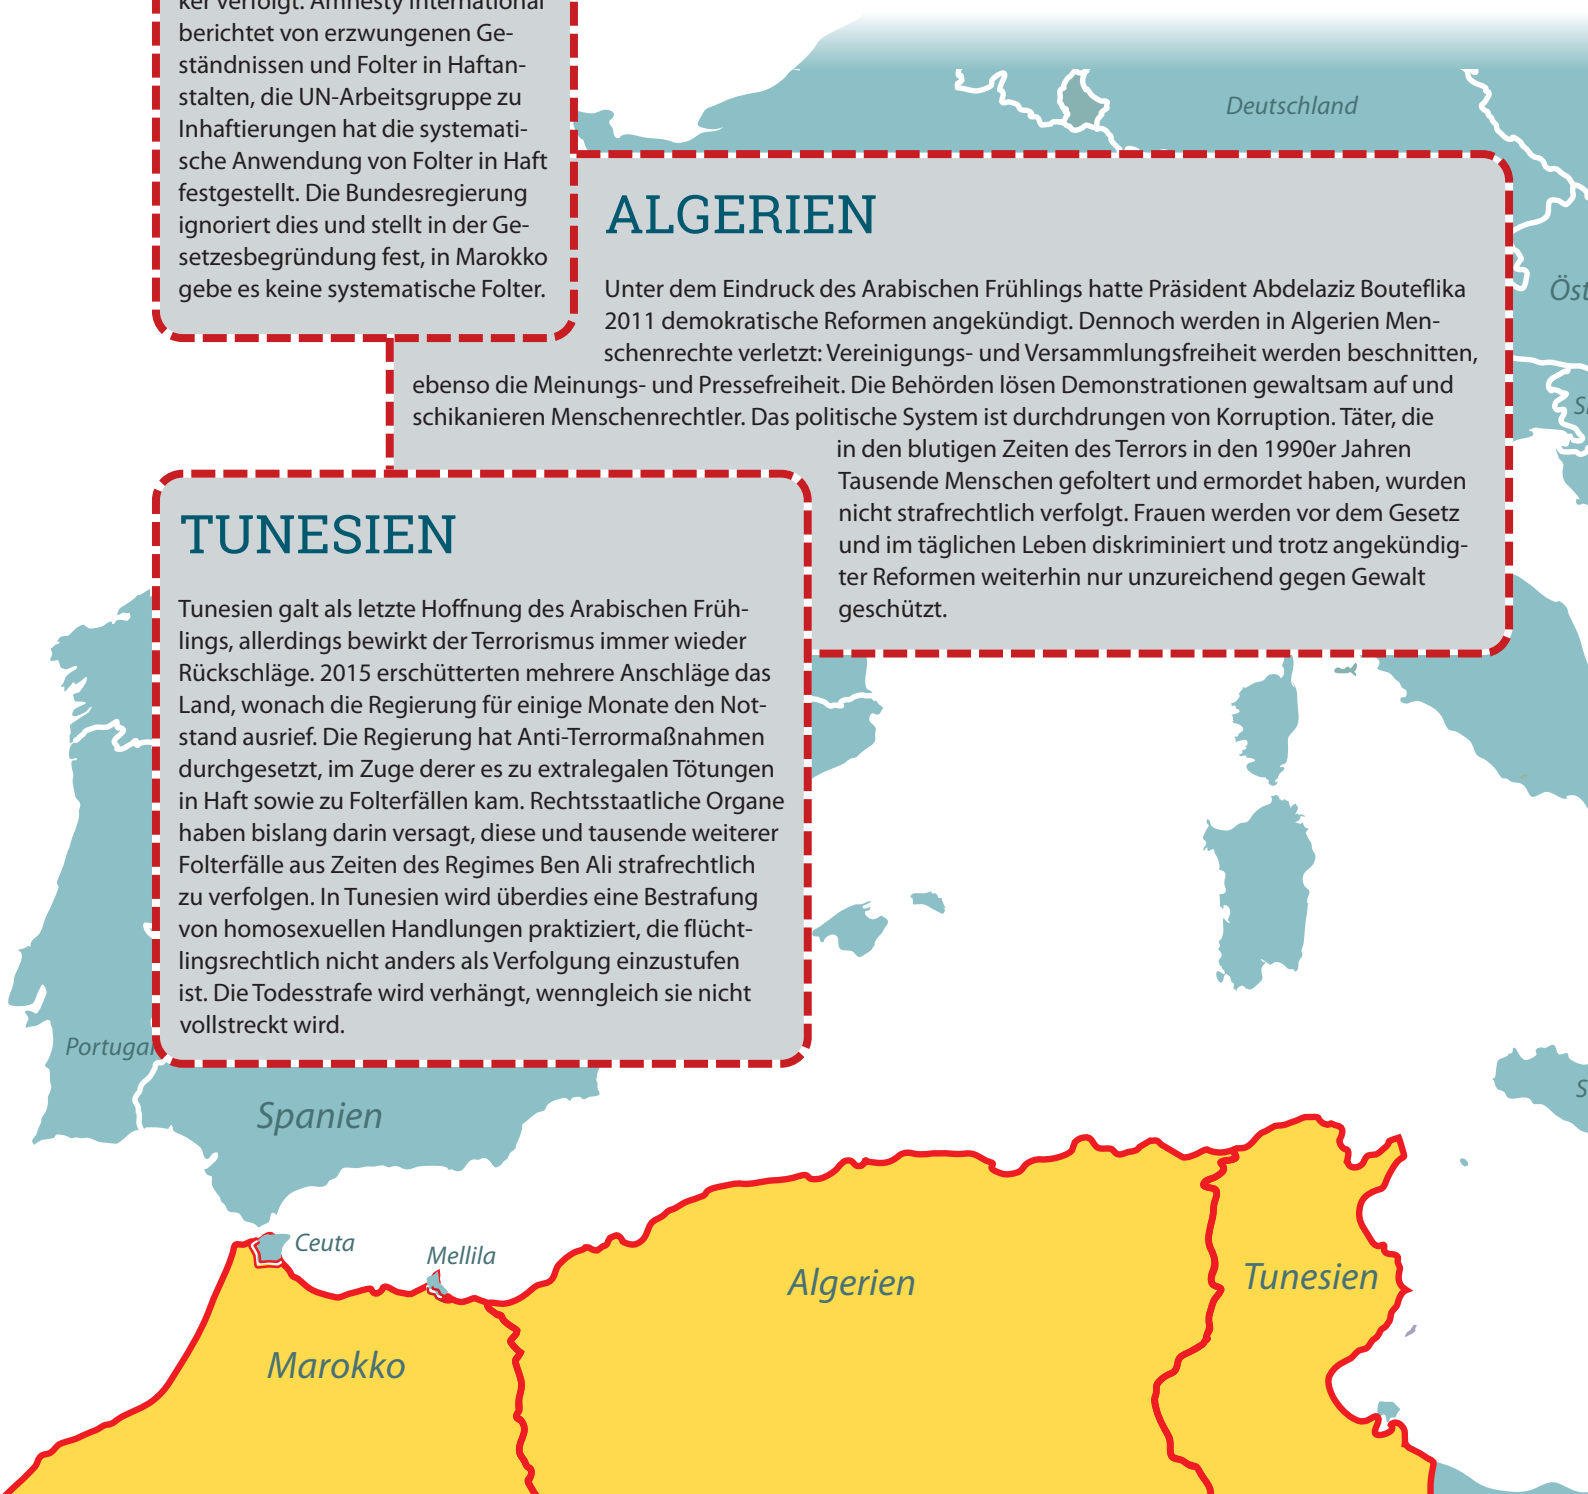 ker verfolgt. Amnesty International
berichtet von erzwungenen Ge-
ständnissen und Folter in Haftan-
stalten, die UN-Arbeitsgruppe zu
Inhaftierungen hat die systemati-
sche Anwendung von Folter in Haft
festgestellt. Die Bundesregierung
ignoriert dies und stellt in der Ge-
setzesbegründung fest, in Marokko
gebe es keine systematische Folter.
ALGERIEN
Unter dem Eindruck des Arabischen Frühlings hatte Präsident Abdelaziz Bouteflika
2011 demokratische Reformen angekündigt. Dennoch werden in Algerien Men-
schenrechte verletzt: Vereinigungs- und Versammlungsfreiheit werden beschnitten,
ebenso die Meinungs- und Pressefreiheit. Die Behörden lösen Demonstrationen gewaltsam auf und
schikanieren Menschenrechtler. Das politische System ist durchdrungen von Korruption. Täter, die
in den blutigen Zeiten des Terrors in den 1990er Jahren
Tausende Menschen gefoltert und ermordet haben, wurden
nicht strafrechtlich verfolgt. Frauen werden vor dem Gesetz
und im täglichen Leben diskriminiert und trotz angekündig-
ter Reformen weiterhin nur unzureichend gegen Gewalt
geschützt.
TUNESIEN
Tunesien galt als letzte Hoffnung des Arabischen Früh-
lings, allerdings bewirkt der Terrorismus immer wieder
Rückschläge. 2015 erschütterten mehrere Anschläge das
Land, wonach die Regierung für einige Monate den Not-
stand ausrief. Die Regierung hat Anti-Terrormaßnahmen
durchgesetzt, im Zuge derer es zu extralegalen Tötungen
in Haft sowie zu Folterfällen kam. Rechtsstaatliche Organe
haben bislang darin versagt, diese und tausende weiterer
Folterfälle aus Zeiten des Regimes Ben Ali strafrechtlich
zu verfolgen. In Tunesien wird überdies eine Bestrafung
von homosexuellen Handlungen praktiziert, die flücht-
lingsrechtlich nicht anders als Verfolgung einzustufen
ist. Die Todesstrafe wird verhängt, wenngleich sie nicht
vollstreckt wird.
Deutschland
Öst
Portugal
Spanien
Ceuta
Mellila
Marokko
Algerien
Tunesien